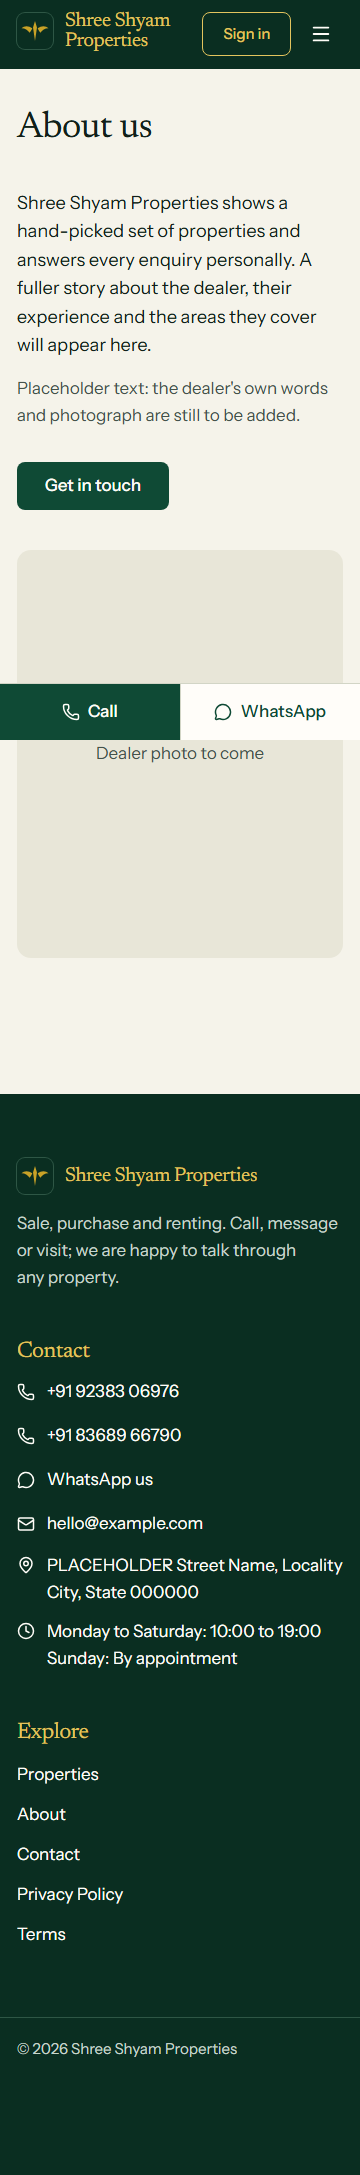 Shree Shyam
Properties
Sign in
About us
Shree Shyam Properties shows a
hand-picked set of properties and
answers every enquiry personally. A
fuller story about the dealer, their
experience and the areas they cover
will appear here.
Placeholder text: the dealer's own words
and photograph are still to be added.
Get in touch
Call
WhatsApp
Dealer photo to come
Shree Shyam Properties
Sale, purchase and renting. Call, message
or visit; we are happy to talk through
any property.
Contact
+91 92383 06976
+91 83689 66790
WhatsApp us
hello@example.com
PLACEHOLDER Street Name, Locality
City, State 000000
Monday to Saturday: 10:00 to 19:00
Sunday: By appointment
Explore
Properties
About
Contact
Privacy Policy
Terms
© 2026 Shree Shyam Properties